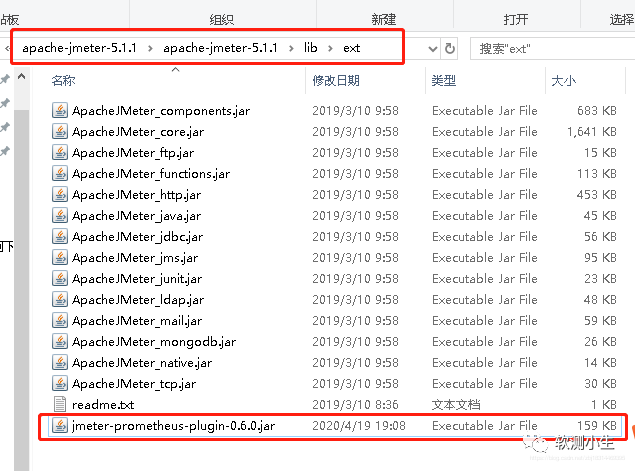 贴板 组织 新建 打开 选择
« apache-jmeter-5.1.1 › apache-jmeter-5.1.1 › lib › ext 搜索"ext"
名称 修改日期 类型 大小
ApacheJMeter_components.jar 2019/3/10 9:58 Executable Jar File 683 KB
ApacheJMeter_core.jar 2019/3/10 9:58 Executable Jar File 1,641 KB
ApacheJMeter_ftp.jar 2019/3/10 9:58 Executable Jar File 15 KB
ApacheJMeter_functions.jar 2019/3/10 9:58 Executable Jar File 113 KB
ApacheJMeter_http.jar 2019/3/10 9:58 Executable Jar File 453 KB
ApacheJMeter_java.jar 2019/3/10 9:58 Executable Jar File 45 KB
ApacheJMeter_jdbc.jar 2019/3/10 9:58 Executable Jar File 56 KB
ApacheJMeter_jms.jar 2019/3/10 9:58 Executable Jar File 95 KB
ApacheJMeter_junit.jar 2019/3/10 9:58 Executable Jar File 23 KB
ApacheJMeter_ldap.jar 2019/3/10 9:58 Executable Jar File 48 KB
ApacheJMeter_mail.jar 2019/3/10 9:58 Executable Jar File 59 KB
ApacheJMeter_mongodb.jar 2019/3/10 9:58 Executable Jar File 26 KB
ApacheJMeter_native.jar 2019/3/10 9:58 Executable Jar File 14 KB
ApacheJMeter_tcp.jar 2019/3/10 9:58 Executable Jar File 30 KB
readme.txt 2019/3/10 8:36 文本文档 1 KB
jmeter-prometheus-plugin-0.6.0.jar 2020/4/19 19:08 Executable Jar File 159 KB
软测小生